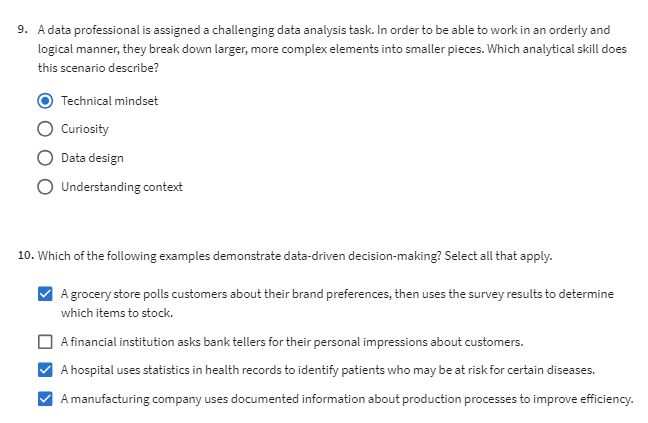 9. A data professional is assigned a challenging data analysis task. In order to be able to work in an orderly and
logical manner, they break down larger, more complex elements into smaller pieces. Which analytical skill does
this scenario describe?
Technical mindset
Curiosity
Data design
Understanding context
10. Which of the following examples demonstrate data-driven decision-making? Select all that apply.
A grocery store polls customers about their brand preferences, then uses the survey results to determine
which items to stock.
A financial institution asks bank tellers for their personal impressions about customers.
A hospital uses statistics in health records to identify patients who may be at risk for certain diseases.
A manufacturing company uses documented information about production processes to improve efficiency.